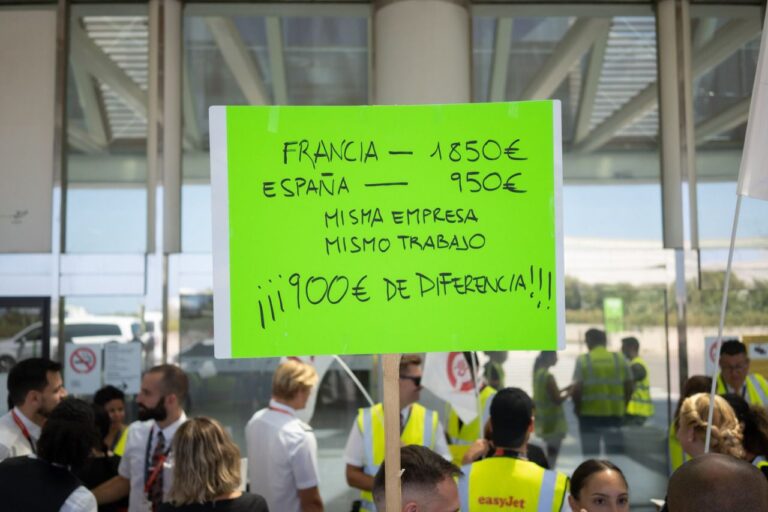 FRANCIA — 1850€
ESPAÑA — 950€
MISMA EMPRESA
MISMO TRABAJO
¡¡¡900€ DE DIFERENCIA!!!
easyJet